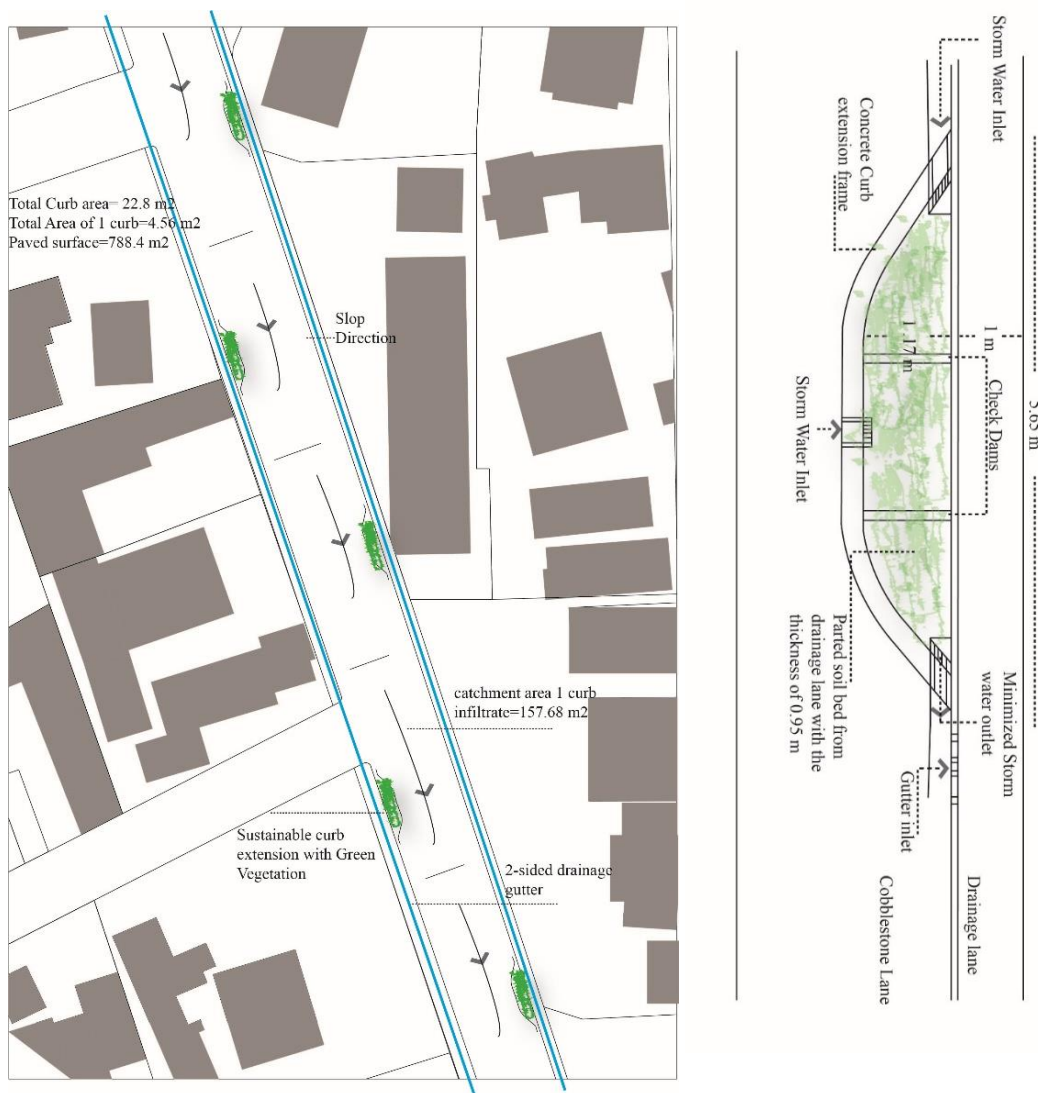 Total Curb area= 22.8 m2
Total Area of 1 curb=4.56 m2
Paved surface=788.4 m2
Slop
Direction
catchment area 1 curb
infiltrate=157.68 m2
Sustainable curb
extension with Green
Vegetation
2-sided drainage
gutter
Storm Water Inlet
Concrete Curb
extension frame
1.17 m
1 m
Check Dams
5.65 m
Storm Water Inlet
Parted soil bed from
drainage lane with the
thickness of 0.95 m
Minimized Storm
water outlet
Gutter inlet
Drainage lane
Cobblestone Lane